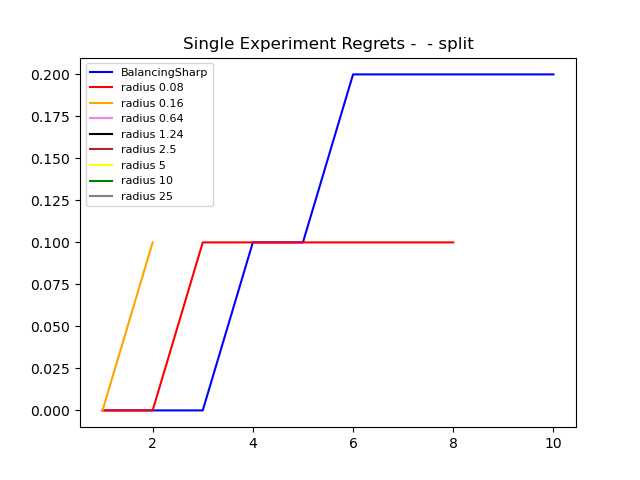 Single Experiment Regrets -  - split
BalancingSharp
radius 0.08
radius 0.16
radius 0.64
radius 1.24
radius 2.5
radius 5
radius 10
radius 25
0.200
0.175
0.150
0.125
0.100
0.075
0.050
0.025
0.000
2 4 6 8 10